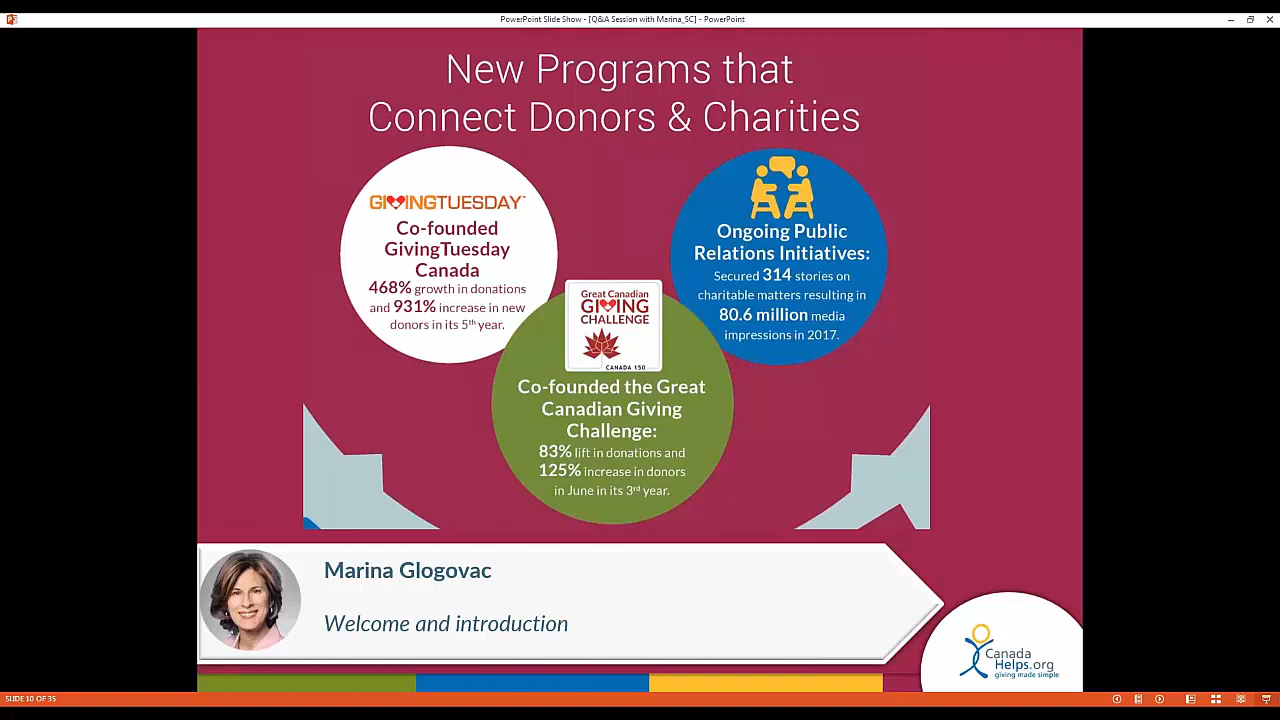 PowerPoint Slide Show - [Q&A Session with Marina_SC] - PowerPoint
New Programs that
Connect Donors & Charities
GIVINGTUESDAY™
Co-founded
GivingTuesday
Canada
468% growth in donations
and 931% increase in new
donors in its 5th year.
Ongoing Public
Relations Initiatives:
Secured 314 stories on
charitable matters resulting in
80.6 million media
impressions in 2017.
Great Canadian
GIVING
CHALLENGE
CANADA 150
Co-founded the Great
Canadian Giving
Challenge:
83% lift in donations and
125% increase in donors
in June in its 3rd year.
Marina Glogovac
Welcome and introduction
Canada
Helps.org
giving made simple
SLIDE 10 OF 35